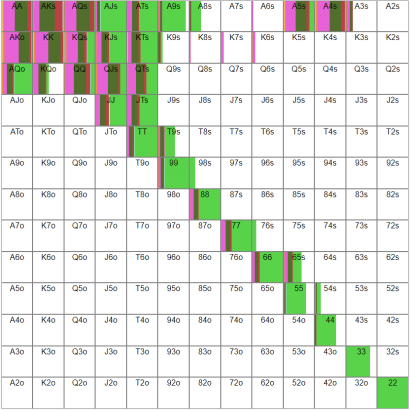 AA AKs AQs AJs ATs A9s A8s A7s A6s A5s A4s A3s A2s
AKo KK KQs KJs KTs K9s K8s K7s K6s K5s K4s K3s K2s
AQo KQo QQ QJs QTs Q9s Q8s Q7s Q6s Q5s Q4s Q3s Q2s
AJo KJo QJo JJ JTs J9s J8s J7s J6s J5s J4s J3s J2s
ATo KTo QTo JTo TT T9s T8s T7s T6s T5s T4s T3s T2s
A9o K9o Q9o J9o T9o 99 98s 97s 96s 95s 94s 93s 92s
A8o K8o Q8o J8o T8o 98o 88 87s 86s 85s 84s 83s 82s
A7o K7o Q7o J7o T7o 97o 87o 77 76s 75s 74s 73s 72s
A6o K6o Q6o J6o T6o 96o 86o 76o 66 65s 64s 63s 62s
A5o K5o Q5o J5o T5o 95o 85o 75o 65o 55 54s 53s 52s
A4o K4o Q4o J4o T4o 94o 84o 74o 64o 54o 44 43s 42s
A3o K3o Q3o J3o T3o 93o 83o 73o 63o 53o 43o 33 32s
A2o K2o Q2o J2o T2o 92o 82o 72o 62o 52o 42o 32o 22